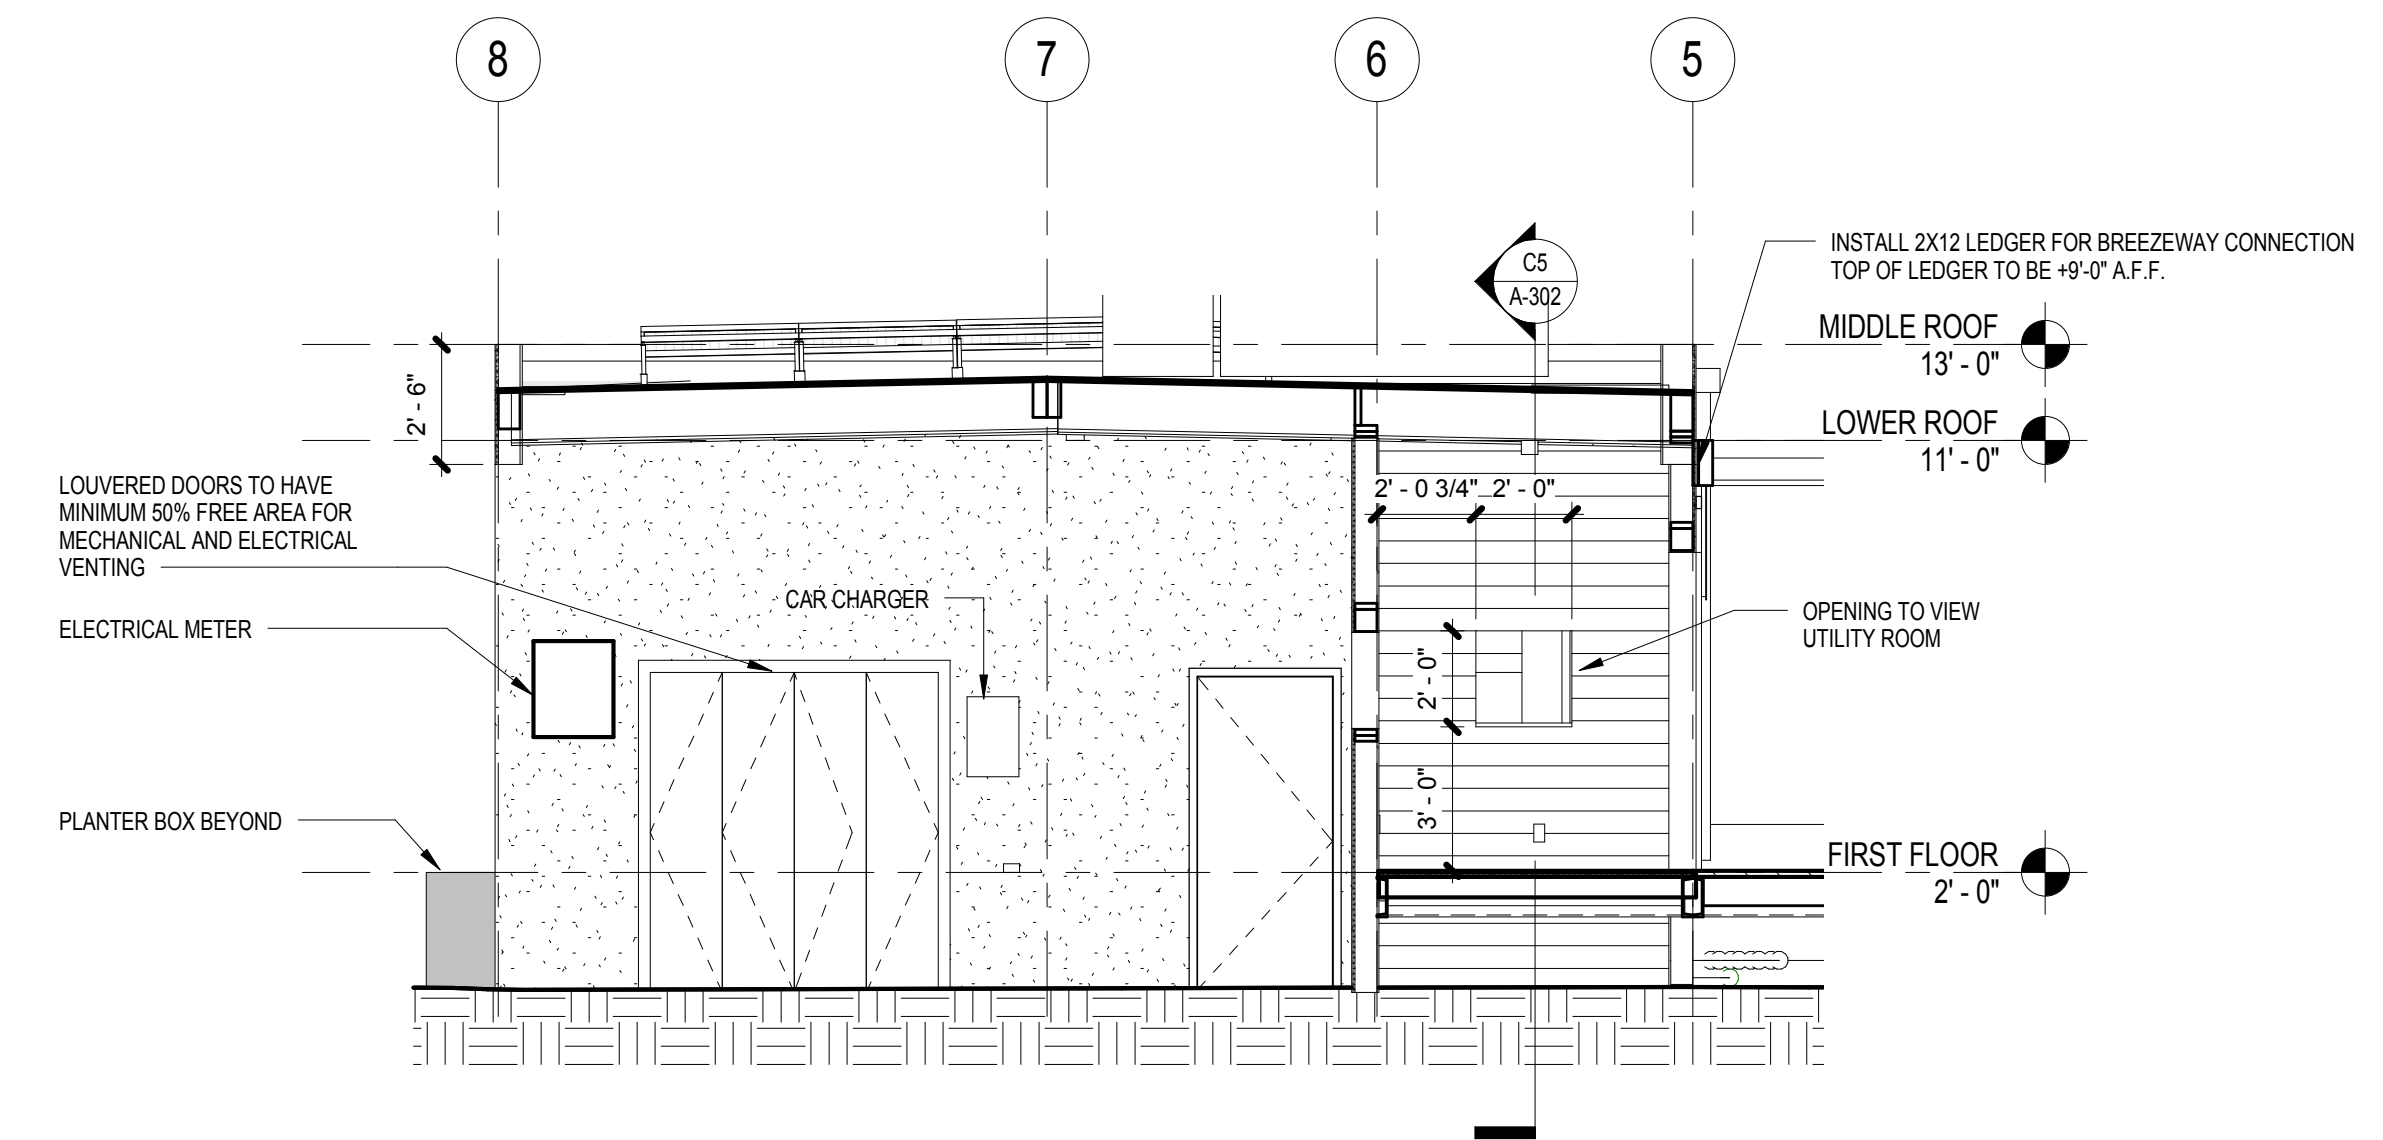 8
7
6
5
C5
A-302
INSTALL 2X12 LEDGER FOR BREEZEWAY CONNECTION
TOP OF LEDGER TO BE +9'-0" A.F.F.
MIDDLE ROOF
13' - 0"
2' - 6"
LOWER ROOF
11' - 0"
LOUVERED DOORS TO HAVE
MINIMUM 50% FREE AREA FOR
MECHANICAL AND ELECTRICAL
VENTING
2' - 0 3/4"
2' - 0"
CAR CHARGER
ELECTRICAL METER
OPENING TO VIEW
UTILITY ROOM
2' - 0"
3' - 0"
PLANTER BOX BEYOND
FIRST FLOOR
2' - 0"